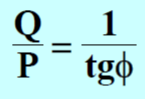 Q/P = 1/tgϕ